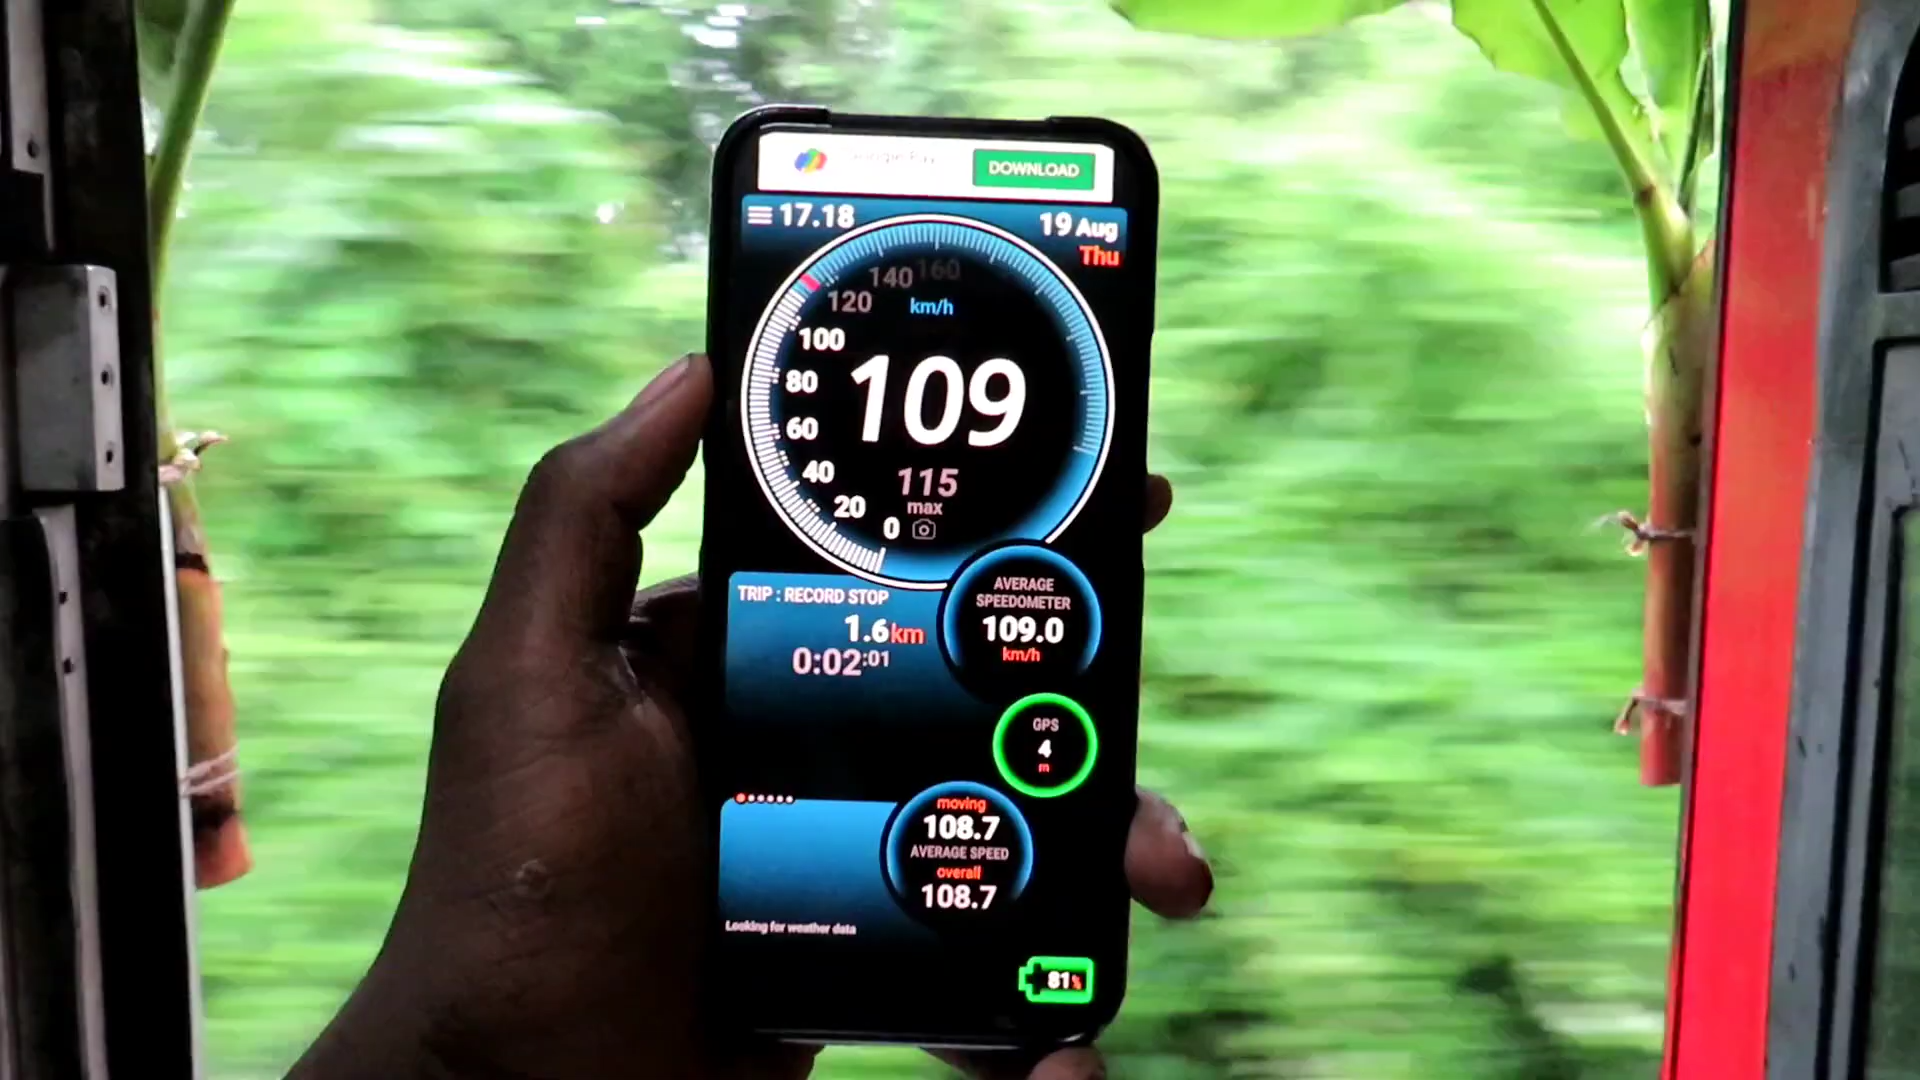 DOWNLOAD
17.18
19 Aug
Thu
160
140
120
km/h
100
80
109
60
40
115
20
max
0
TRIP : RECORD STOP
1.6km
0:02:01
AVERAGE
SPEEDOMETER
109.0
km/h
GPS
4
m
moving
108.7
AVERAGE SPEED
overall
108.7
Looking for weather data
81%